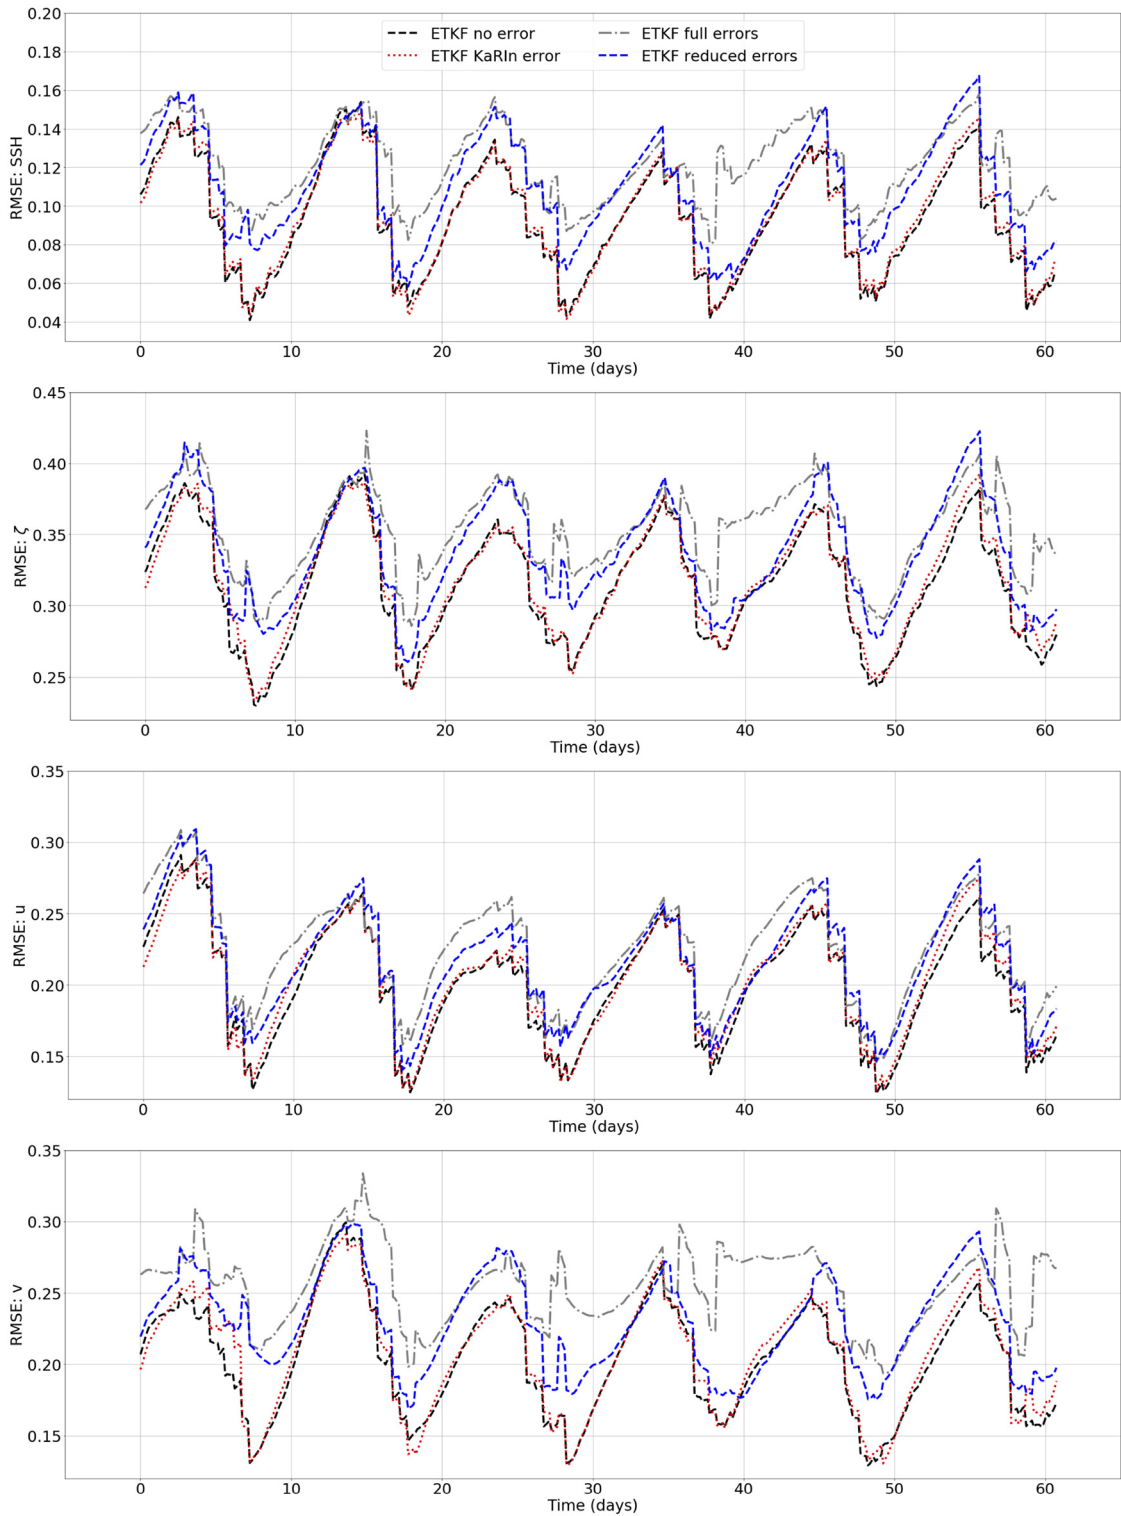 0.20
0.18
0.16
0.14
0.12
0.10
0.08
0.06
0.04
RMSE: SSH
ETKF no error
ETKF KaRIn error
ETKF full errors
ETKF reduced errors
0 10 20 30 40 50 60
Time (days)
0.45
0.40
0.35
0.30
0.25
RMSE: ζ
0 10 20 30 40 50 60
Time (days)
0.35
0.30
0.25
0.20
0.15
RMSE: u
0 10 20 30 40 50 60
Time (days)
0.35
0.30
0.25
0.20
0.15
RMSE: v
0 10 20 30 40 50 60
Time (days)